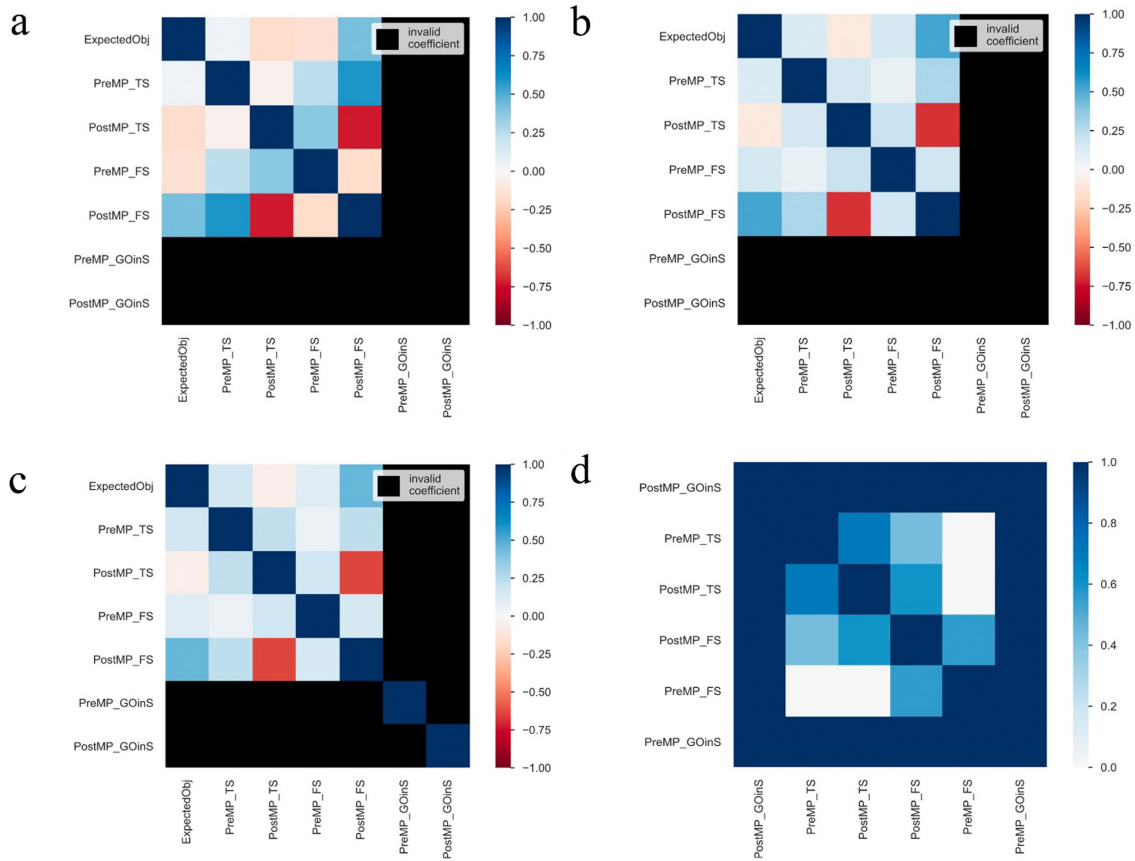 a
ExpectedObj
PreMP_TS
PostMP_TS
PreMP_FS
PostMP_FS
PreMP_GOinS
PostMP_GOinS
invalid
coefficient
1.00
0.75
0.50
0.25
0.00
−0.25
−0.50
−0.75
−1.00
ExpectedObj
PreMP_TS
PostMP_TS
PreMP_FS
PostMP_FS
PreMP_GOinS
PostMP_GOinS
b
ExpectedObj
PreMP_TS
PostMP_TS
PreMP_FS
PostMP_FS
PreMP_GOinS
PostMP_GOinS
invalid
coefficient
1.00
0.75
0.50
0.25
0.00
−0.25
−0.50
−0.75
−1.00
ExpectedObj
PreMP_TS
PostMP_TS
PreMP_FS
PostMP_FS
PreMP_GOinS
PostMP_GOinS
c
ExpectedObj
PreMP_TS
PostMP_TS
PreMP_FS
PostMP_FS
PreMP_GOinS
PostMP_GOinS
invalid
coefficient
1.00
0.75
0.50
0.25
0.00
−0.25
−0.50
−0.75
−1.00
ExpectedObj
PreMP_TS
PostMP_TS
PreMP_FS
PostMP_FS
PreMP_GOinS
PostMP_GOinS
d
PostMP_GOinS
PreMP_TS
PostMP_TS
PostMP_FS
PreMP_FS
PreMP_GOinS
1.0
0.8
0.6
0.4
0.2
0.0
PostMP_GOinS
PreMP_TS
PostMP_TS
PostMP_FS
PreMP_FS
PreMP_GOinS